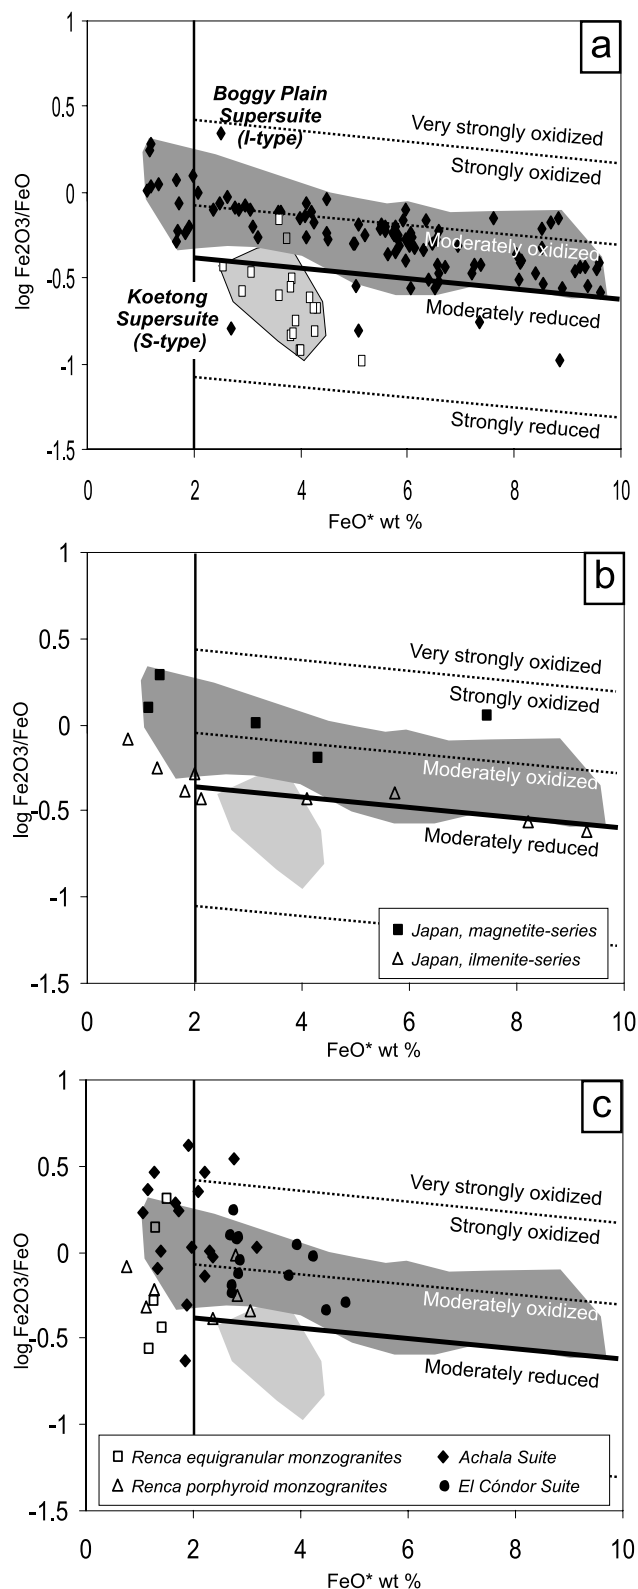 a
1
0.5
0
-0.5
-1
-1.5
log Fe2O3/FeO
Boggy Plain
Supersuite
(I-type)
Very strongly oxidized
Strongly oxidized
Moderately oxidized
Moderately reduced
Koetong
Supersuite
(S-type)
Strongly reduced
0 2 4 6 8 10
FeO* wt %
b
1
0.5
0
-0.5
-1
-1.5
log Fe2O3/FeO
Very strongly oxidized
Strongly oxidized
Moderately oxidized
Moderately reduced
Japan, magnetite-series
Japan, ilmenite-series
0 2 4 6 8 10
FeO* wt %
c
1
0.5
0
-0.5
-1
-1.5
log Fe2O3/FeO
Very strongly oxidized
Strongly oxidized
Moderately oxidized
Moderately reduced
Renca equigranular monzogranites
Achala Suite
Renca porphyroid monzogranites
El Cóndor Suite
0 2 4 6 8 10
FeO* wt %